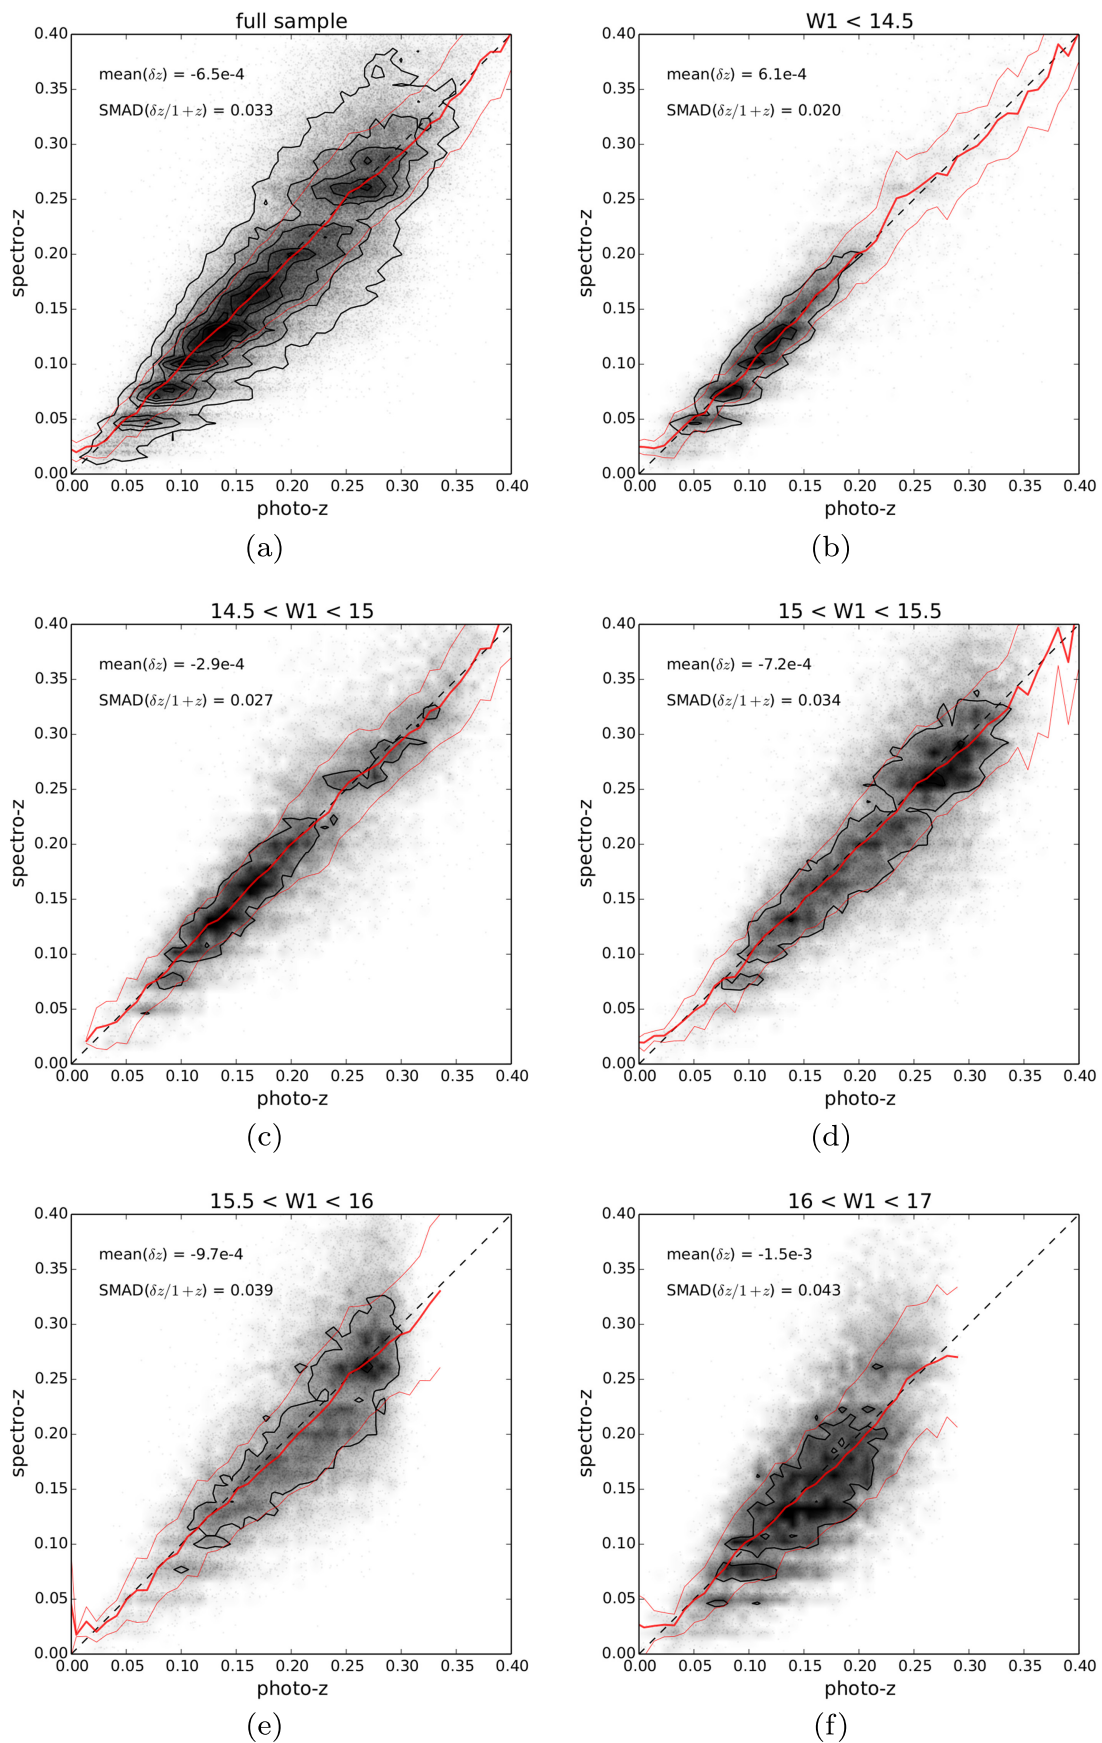 full sample
mean(δz) = -6.5e-4
SMAD(δz/1+z) = 0.033
spectro-z
0.40
0.35
0.30
0.25
0.20
0.15
0.10
0.05
0.00
0.00 0.05 0.10 0.15 0.20 0.25 0.30 0.35 0.40
photo-z
(a)
W1 < 14.5
mean(δz) = 6.1e-4
SMAD(δz/1+z) = 0.020
spectro-z
0.40
0.35
0.30
0.25
0.20
0.15
0.10
0.05
0.00
0.00 0.05 0.10 0.15 0.20 0.25 0.30 0.35 0.40
photo-z
(b)
14.5 < W1 < 15
mean(δz) = -2.9e-4
SMAD(δz/1+z) = 0.027
spectro-z
0.40
0.35
0.30
0.25
0.20
0.15
0.10
0.05
0.00
0.00 0.05 0.10 0.15 0.20 0.25 0.30 0.35 0.40
photo-z
(c)
15 < W1 < 15.5
mean(δz) = -7.2e-4
SMAD(δz/1+z) = 0.034
spectro-z
0.40
0.35
0.30
0.25
0.20
0.15
0.10
0.05
0.00
0.00 0.05 0.10 0.15 0.20 0.25 0.30 0.35 0.40
photo-z
(d)
15.5 < W1 < 16
mean(δz) = -9.7e-4
SMAD(δz/1+z) = 0.039
spectro-z
0.40
0.35
0.30
0.25
0.20
0.15
0.10
0.05
0.00
0.00 0.05 0.10 0.15 0.20 0.25 0.30 0.35 0.40
photo-z
(e)
16 < W1 < 17
mean(δz) = -1.5e-3
SMAD(δz/1+z) = 0.043
spectro-z
0.40
0.35
0.30
0.25
0.20
0.15
0.10
0.05
0.00
0.00 0.05 0.10 0.15 0.20 0.25 0.30 0.35 0.40
photo-z
(f)